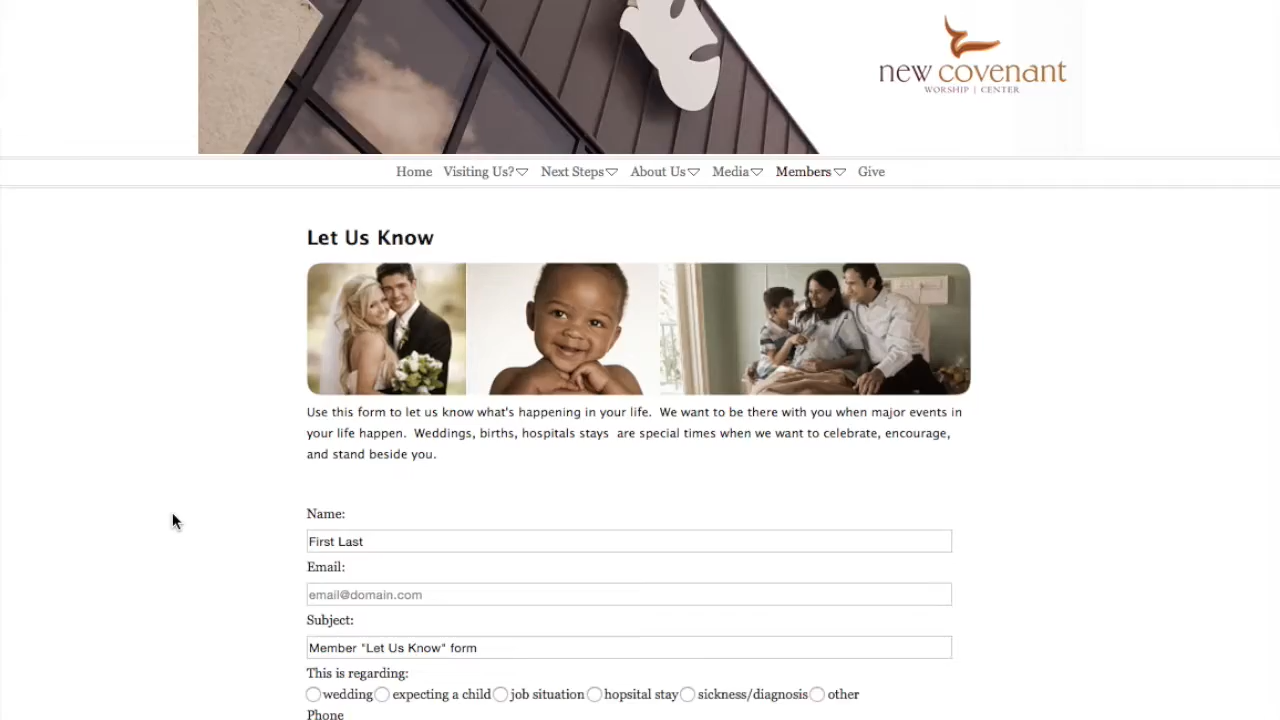 new covenant
WORSHIP | CENTER
Home Visiting Us? Next Steps About Us Media Members Give
Let Us Know
Use this form to let us know what's happening in your life. We want to be there with you when major events in
your life happen. Weddings, births, hospitals stays are special times when we want to celebrate, encourage,
and stand beside you.
Name:
First Last
Email:
email@domain.com
Subject:
Member "Let Us Know" form
This is regarding:
wedding expecting a child job situation hopsital stay sickness/diagnosis other
Phone